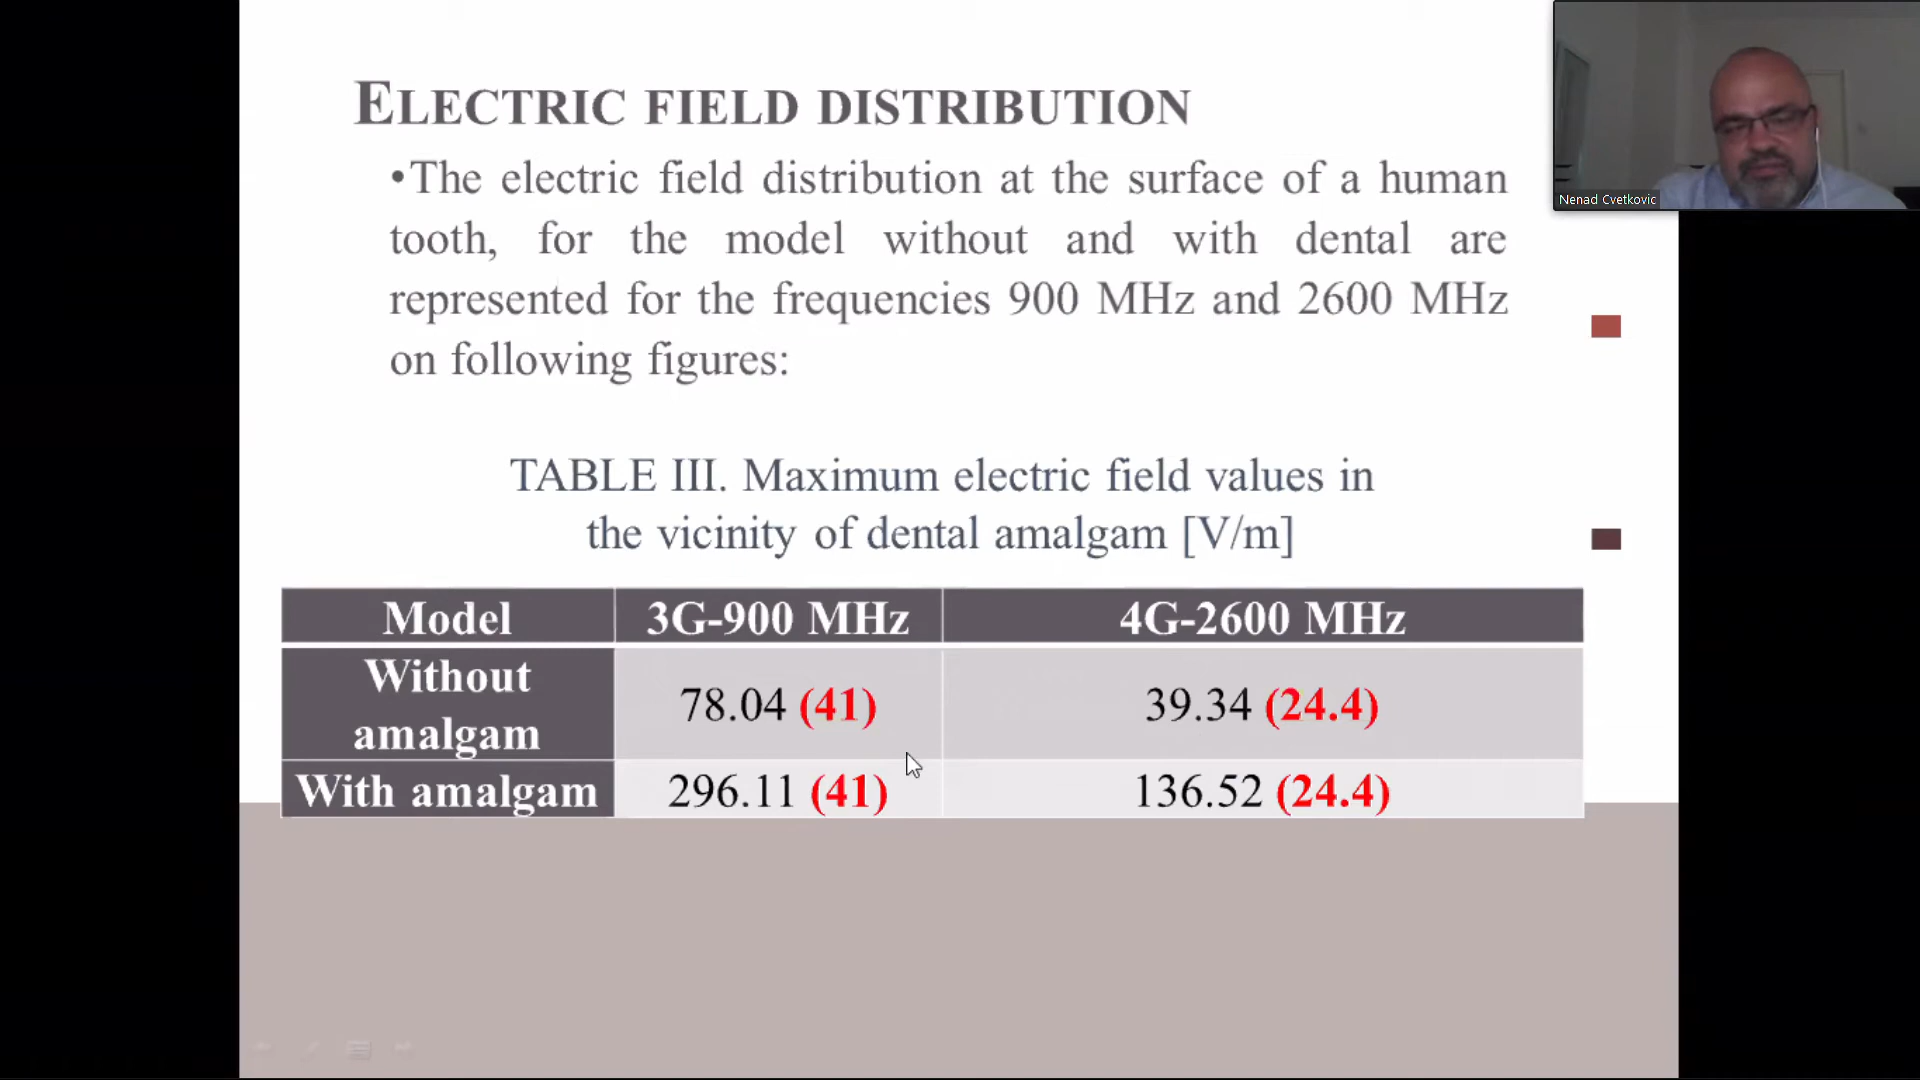 ELECTRIC FIELD DISTRIBUTION
•The electric field distribution at the surface of a human
tooth, for the model without and with dental are
represented for the frequencies 900 MHz and 2600 MHz
on following figures:
TABLE III. Maximum electric field values in
the vicinity of dental amalgam [V/m]
Model 3G-900 MHz 4G-2600 MHz
Without
amalgam 78.04 (41) 39.34 (24.4)
With amalgam 296.11 (41) 136.52 (24.4)
Nenad Cvetkovic